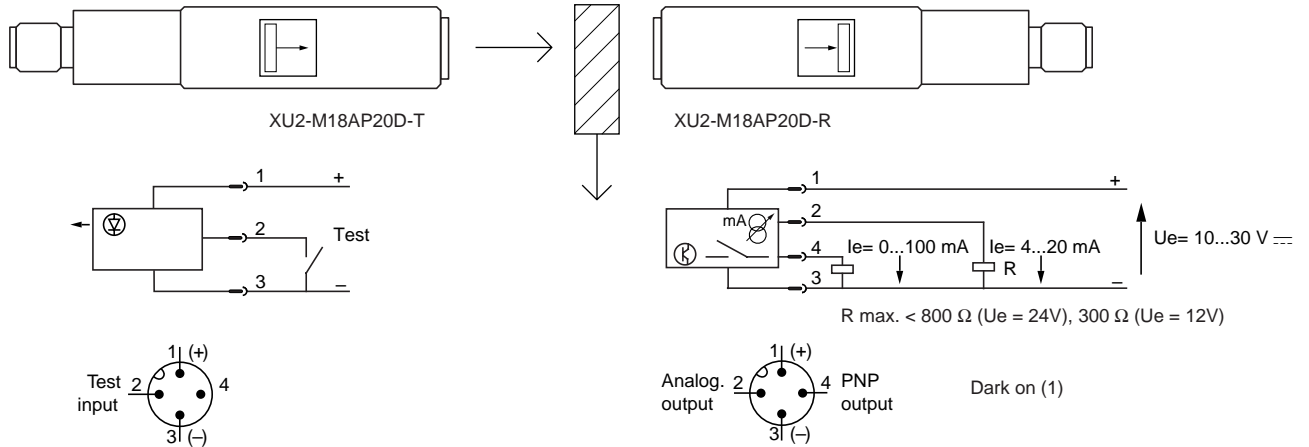 XU2-M18AP20D-T
XU2-M18AP20D-R
1 +
2
Test
3 –
1 +
mA 2
4 Ie= 0...100 mA Ie= 4...20 mA
R
3 –
Ue= 10...30 V
R max. < 800 Ω (Ue = 24V), 300 Ω (Ue = 12V)
1 (+)
Test
input
2 4
3 (–)
1 (+)
Analog.
output
2 4 PNP
output
3 (–)
Dark on (1)